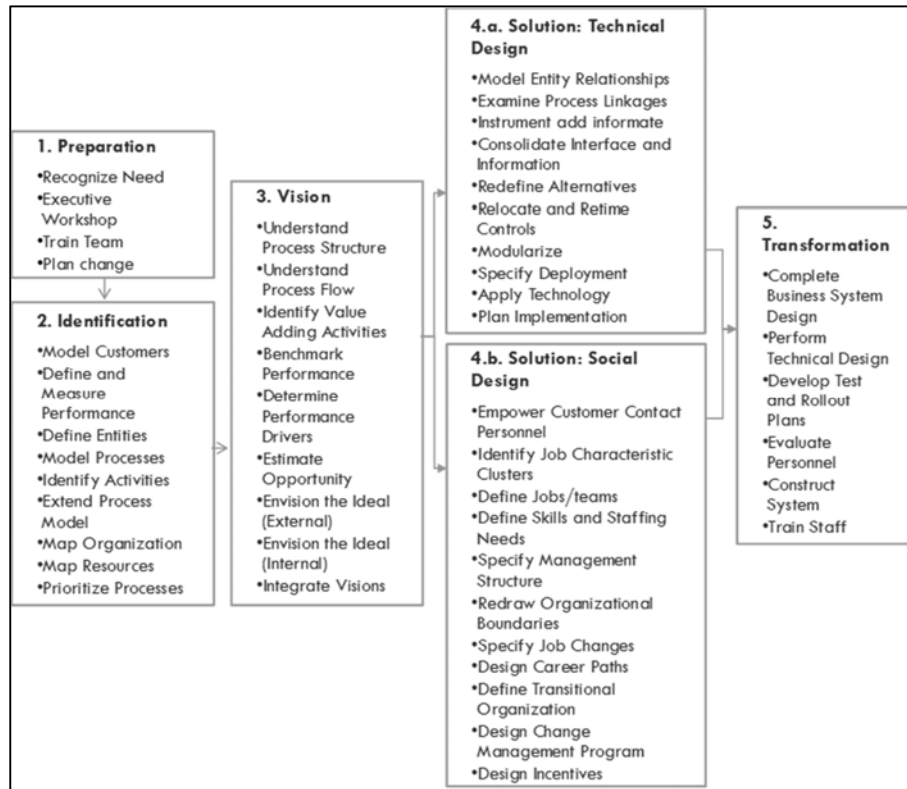 1. Preparation
•Recognize Need
•Executive
Workshop
•Train Team
•Plan change
2. Identification
•Model Customers
•Define and
Measure
Performance
•Define Entities
•Model Processes
•Identify Activities
•Extend Process
Model
•Map Organization
•Map Resources
•Prioritize Processes
3. Vision
•Understand
Process Structure
•Understand
Process Flow
•Identify Value
Adding Activities
•Benchmark
Performance
•Determine
Performance
Drivers
•Estimate
Opportunity
•Envision the Ideal
(External)
•Envision the Ideal
(Internal)
•Integrate Visions
4.a. Solution: Technical
Design
•Model Entity Relationships
•Examine Process Linkages
•Instrument add informate
•Consolidate Interface and
Information
•Redefine Alternatives
•Relocate and Retime
Controls
•Modularize
•Specify Deployment
•Apply Technology
•Plan Implementation
4.b. Solution: Social
Design
•Empower Customer Contact
Personnel
•Identify Job Characteristic
Clusters
•Define Jobs/teams
•Define Skills and Staffing
Needs
•Specify Management
Structure
•Redraw Organizational
Boundaries
•Specify Job Changes
•Design Career Paths
•Define Transitional
Organization
•Design Change
Management Program
•Design Incentives
5.
Transformation
•Complete
Business System
Design
•Perform
Technical Design
•Develop Test
and Rollout
Plans
•Evaluate
Personnel
•Construct
System
•Train Staff